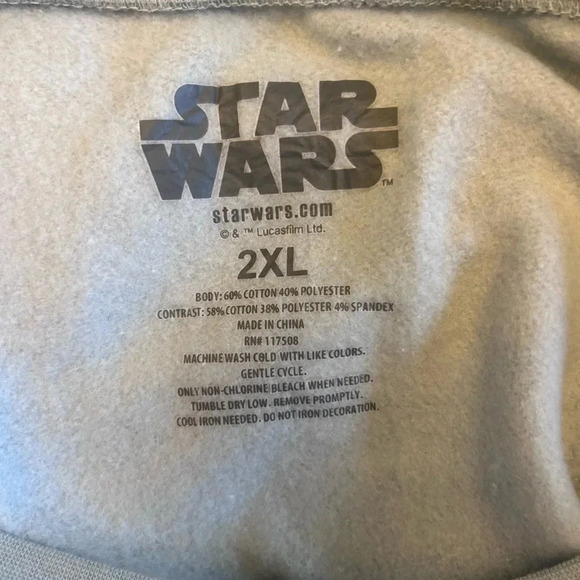 STAR
WARS™
starwars.com
© & ™ Lucasfilm Ltd.
2XL
BODY: 60% COTTON 40% POLYESTER
CONTRAST: 58% COTTON 38% POLYESTER 4% SPANDEX
MADE IN CHINA
RN# 117508
MACHINE WASH COLD WITH LIKE COLORS.
GENTLE CYCLE.
ONLY NON-CHLORINE BLEACH WHEN NEEDED.
TUMBLE DRY LOW. REMOVE PROMPTLY.
COOL IRON NEEDED. DO NOT IRON DECORATION.